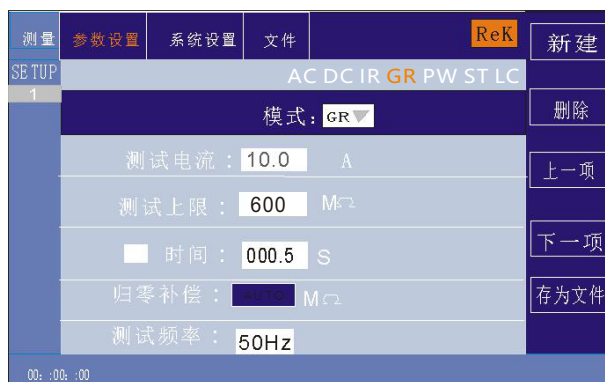 测量 参数设置 系统设置 文件 ReK 新建
SETUP AC DC IR GR PW ST LC
1
模式: GR
删除
测试电流: 10.0 A
上一项
测试上限: 600 MΩ
时间: 000.5 S
下一项
归零补偿: MΩ
存为文件
测试频率: 50Hz
00: :00: :00